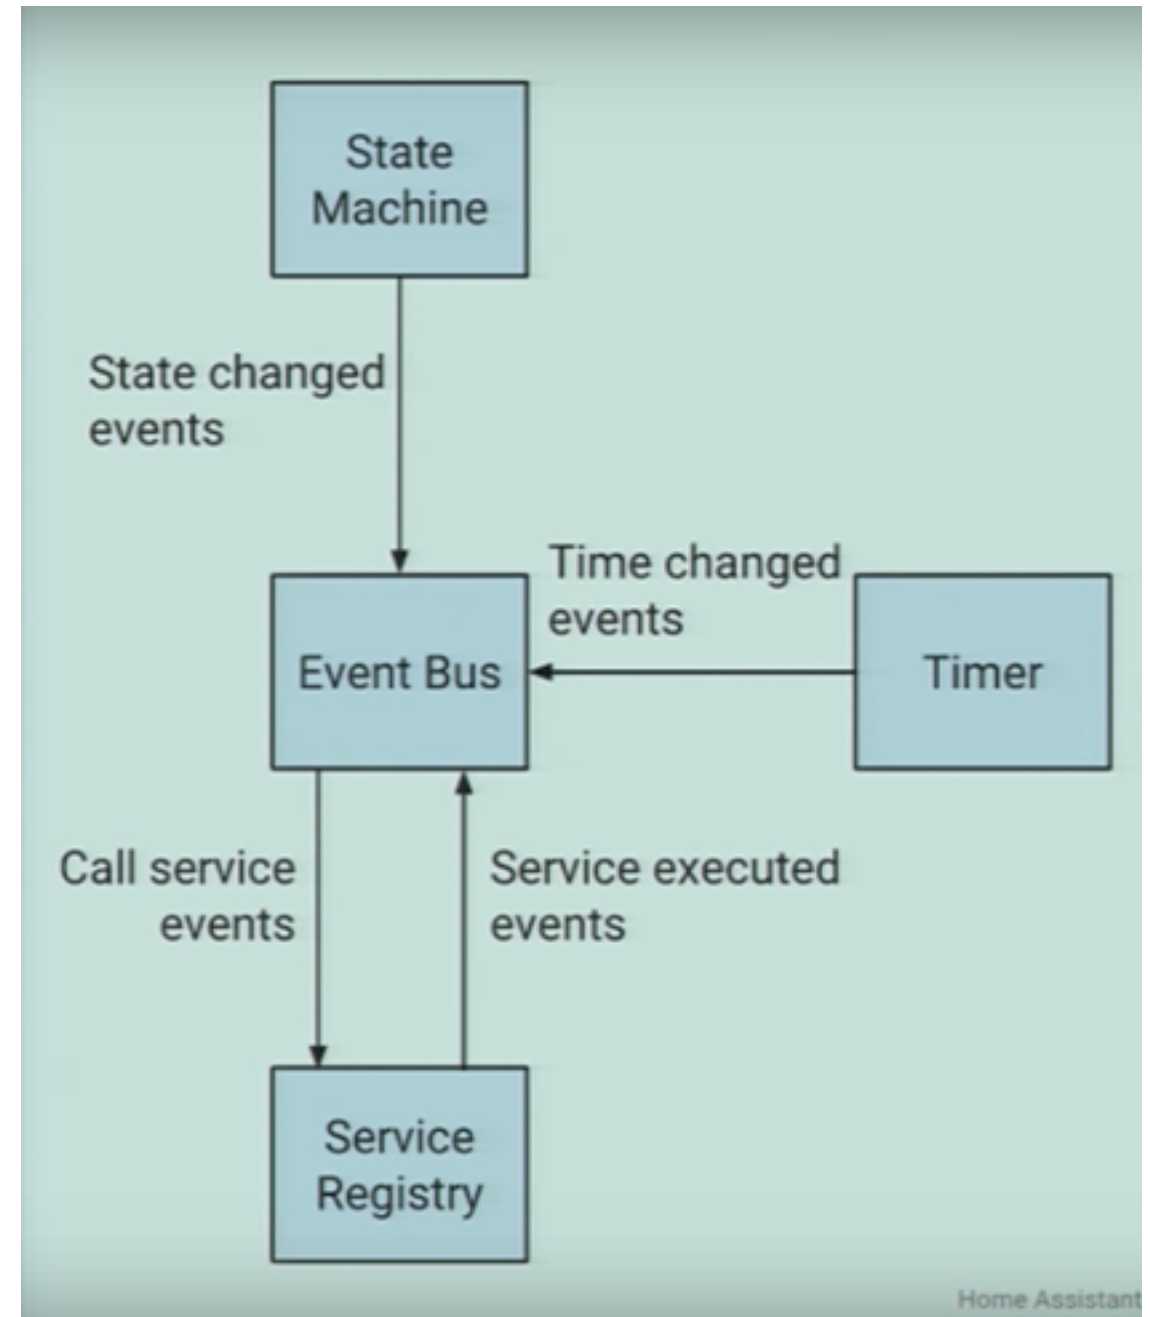 State
Machine
State changed
events
Time changed
events
Event Bus
Timer
Call service
events
Service executed
events
Service
Registry
Home Assistant